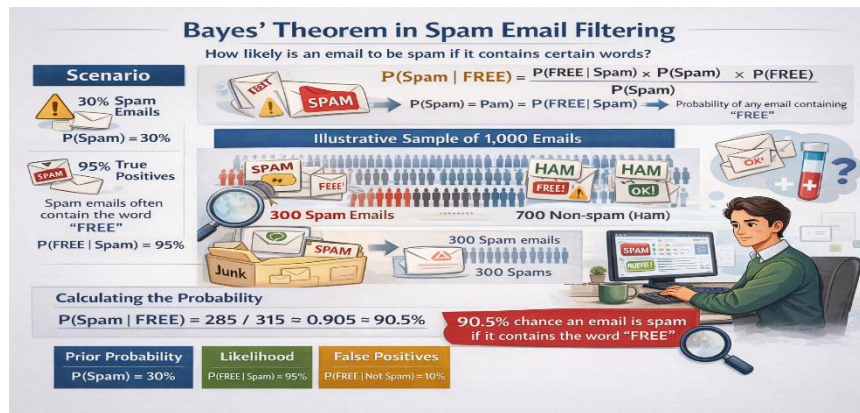 Bayes' Theorem in Spam Email Filtering
How likely is an email to be spam if it contains certain words?
Scenario
30% Spam
Emails
P(Spam) = 30%
SPAM
95% True
Positives
Spam emails often
contain the word
"FREE"
P(FREE | Spam) = 95%
SPAM
P(Spam | FREE) = P(FREE | Spam) × P(Spam) × P(FREE)
P(Spam)
P(Spam) = Pam) = P(FREE | Spam)
Probability of any email containing
"FREE"
Illustrative Sample of 1,000 Emails
SPAM
FEEE!
HAM
FREE!
HAM
OK!
300 Spam Emails
700 Non-spam (Ham)
OK!
?
Junk
SPAM
300 Spam emails
300 Spams
SPAM
Calculating the Probability
P(Spam | FREE) = 285 / 315 ≈ 0.905 ≈ 90.5%
90.5% chance an email is spam
if it contains the word "FREE"
Prior Probability
P(Spam) = 30%
Likelihood
P(FREE | Spam) = 95%
False Positives
P(FREE | Not Spam) = 10%